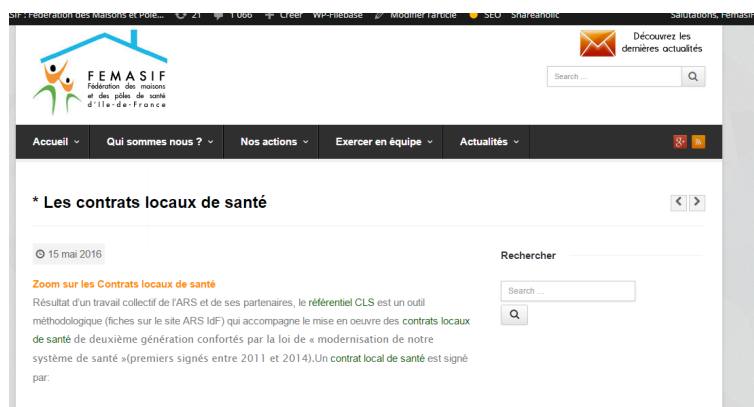 SIF : Fédération des Maisons et Pôle... 21 1 066 + Créer WP-Filebase Modifier l'article SEO Shareaholic Salutations, Femasif
Découvrez les
dernières actualités
FEMASIF
Fédération des maisons
et des pôles de santé
d'Ile-de-France
Search ...
Accueil Qui sommes nous ? Nos actions Exercer en équipe Actualités
* Les contrats locaux de santé
15 mai 2016
Rechercher
Zoom sur les Contrats locaux de santé
Résultat d'un travail collectif de l'ARS et de ses partenaires, le référentiel CLS est un outil
méthodologique (fiches sur le site ARS IdF) qui accompagne le mise en oeuvre des contrats locaux
de santé de deuxième génération confortés par la loi de « modernisation de notre
système de santé »(premiers signés entre 2011 et 2014).Un contrat local de santé est signé
par:
Search ...